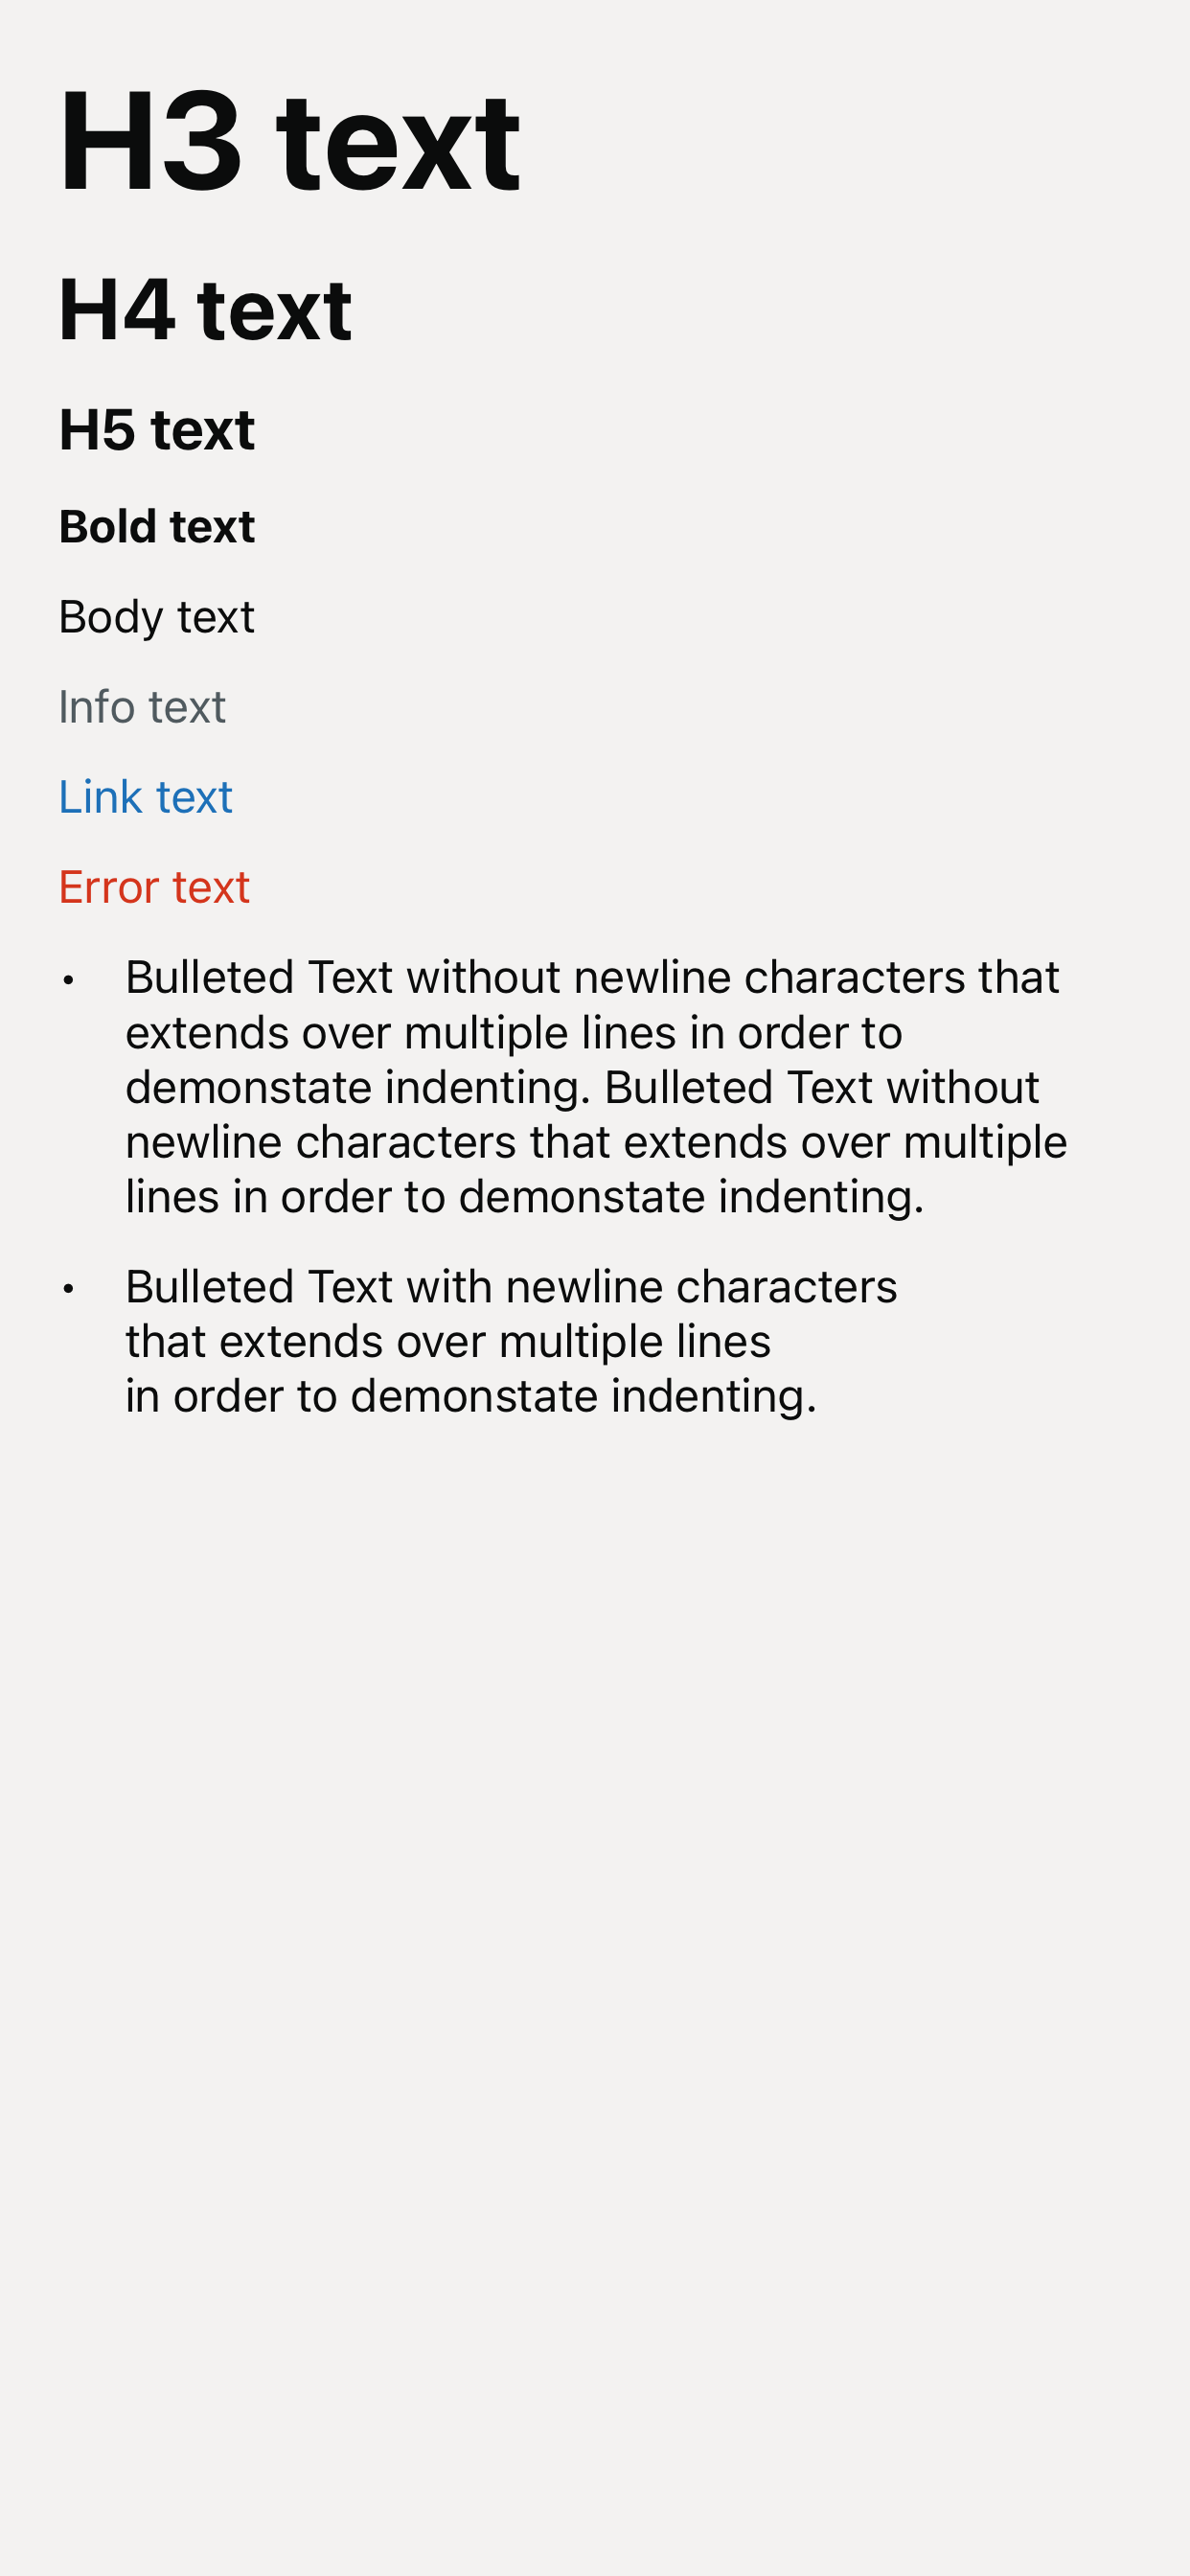 H3 text
H4 text
H5 text
Bold text
Body text
Info text
Link text
Error text
• Bulleted Text without newline characters that
extends over multiple lines in order to
demonstate indenting. Bulleted Text without
newline characters that extends over multiple
lines in order to demonstate indenting.
• Bulleted Text with newline characters
that extends over multiple lines
in order to demonstate indenting.